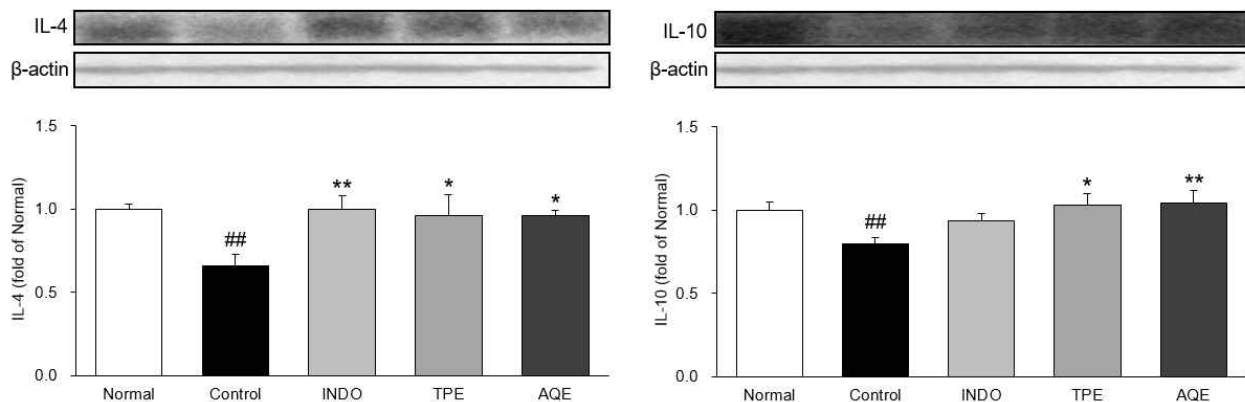 IL-4
β-actin
1.5
1.0
0.5
0.0
IL-4 (fold of Normal)
##
**
*
*
Normal Control INDO TPE AQE
IL-10
β-actin
1.5
1.0
0.5
0.0
IL-10 (fold of Normal)
##
*
**
Normal Control INDO TPE AQE